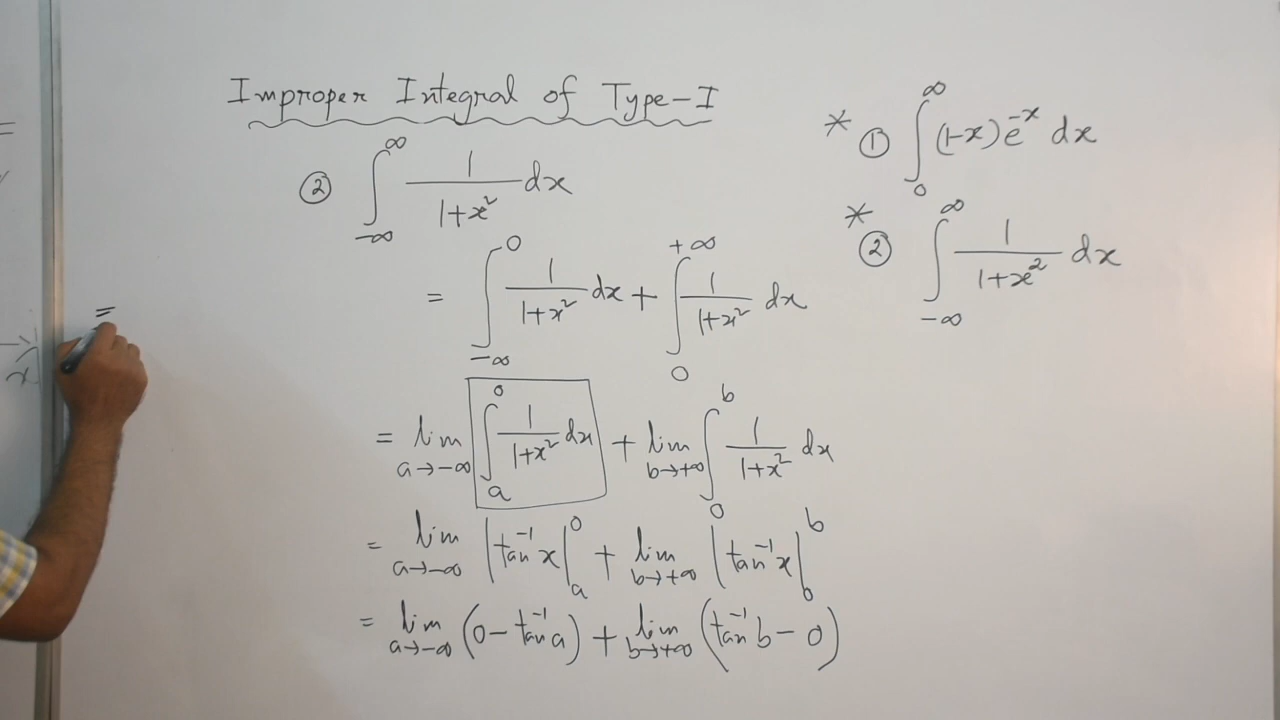 Improper Integral of Type-I
② ∫_{-∞}^{∞} 1/(1+x²) dx
= ∫_{-∞}^{0} 1/(1+x²) dx + ∫_{0}^{+∞} 1/(1+x²) dx
= lim_{a→-∞} ∫_{a}^{0} 1/(1+x²) dx + lim_{b→+∞} ∫_{0}^{b} 1/(1+x²) dx
= lim_{a→-∞} |tan⁻¹x|_{a}^{0} + lim_{b→+∞} |tan⁻¹x|_{b}^{b}
= lim_{a→-∞} (0 - tan⁻¹a) + lim_{b→+∞} (tan⁻¹b - 0)
* ① ∫_{0}^{∞} (1-x)e^{-x} dx
* ② ∫_{-∞}^{∞} 1/(1+x²) dx
=